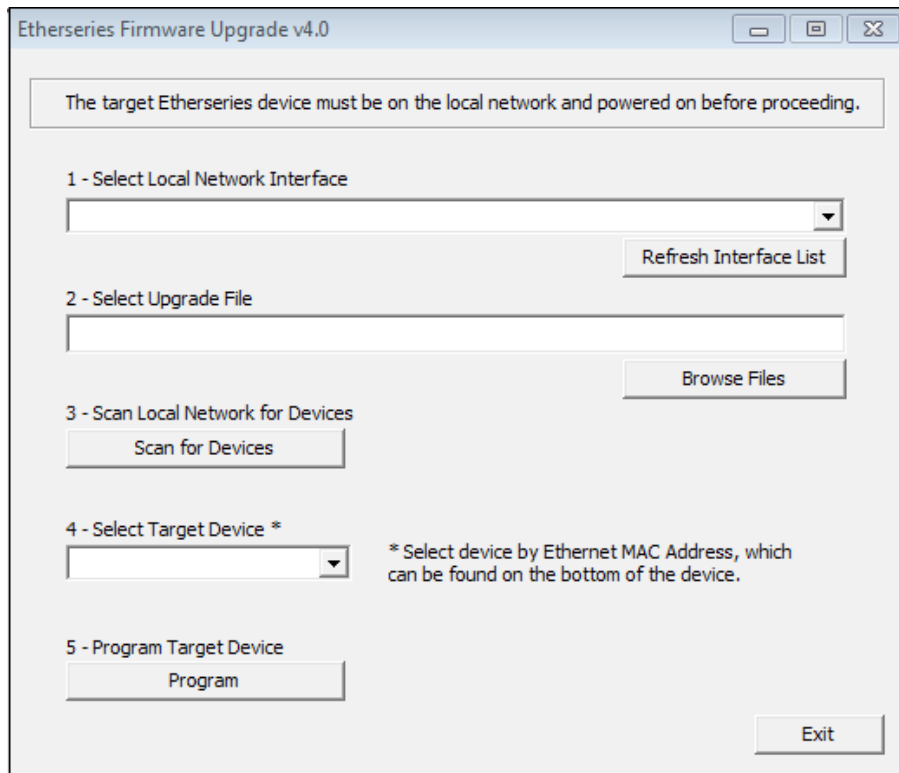 Etherseries Firmware Upgrade v4.0
The target Etherseries device must be on the local network and powered on before proceeding.
1 - Select Local Network Interface
Refresh Interface List
2 - Select Upgrade File
Browse Files
3 - Scan Local Network for Devices
Scan for Devices
4 - Select Target Device *
* Select device by Ethernet MAC Address, which
can be found on the bottom of the device.
5 - Program Target Device
Program
Exit